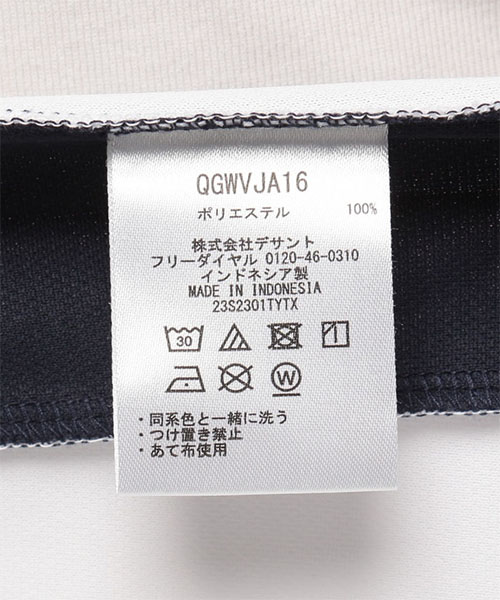 QGWVJA16
ポリエステル 100%
株式会社デサント
フリーダイヤル 0120-46-0310
インドネシア製
MADE IN INDONESIA
23S2301TYTX
30
W
・同系色と一緒に洗う
・つけ置き禁止
・あて布使用